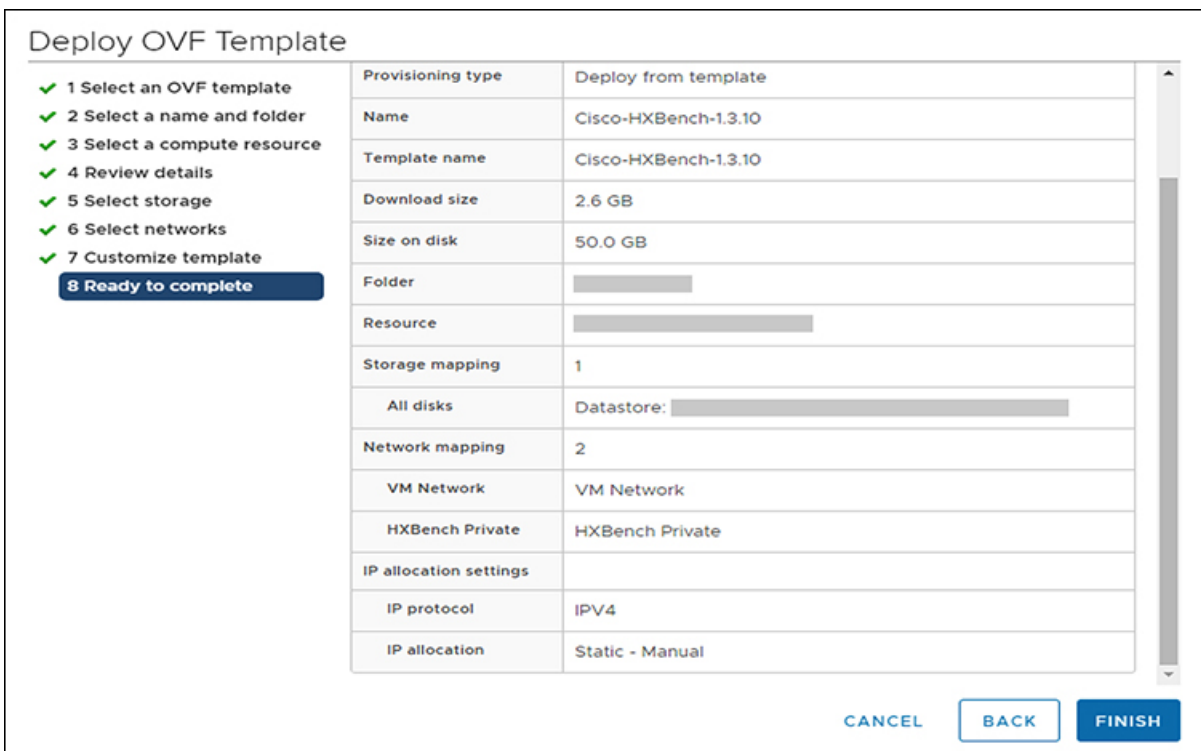 Deploy OVF Template
1 Select an OVF template
2 Select a name and folder
3 Select a compute resource
4 Review details
5 Select storage
6 Select networks
7 Customize template
8 Ready to complete
Provisioning type Deploy from template
Name Cisco-HXBench-1.3.10
Template name Cisco-HXBench-1.3.10
Download size 2.6 GB
Size on disk 50.0 GB
Folder
Resource
Storage mapping 1
All disks Datastore:
Network mapping 2
VM Network VM Network
HXBench Private HXBench Private
IP allocation settings
IP protocol IPV4
IP allocation Static - Manual
CANCEL BACK FINISH